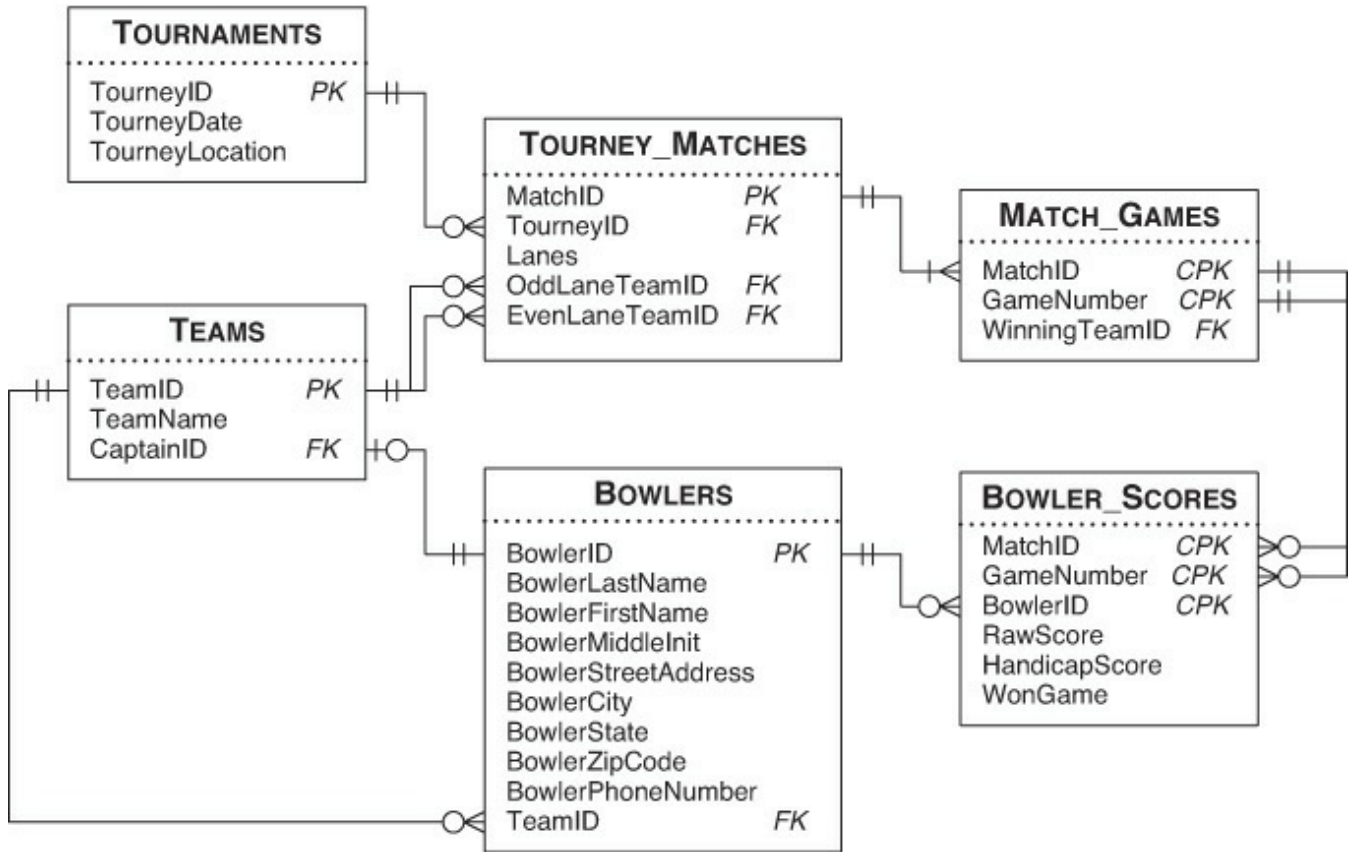 TOURNAMENTS
TourneyID PK
TourneyDate
TourneyLocation
TOURNEY_MATCHES
MatchID PK
TourneyID FK
Lanes
OddLaneTeamID FK
EvenLaneTeamID FK
MATCH_GAMES
MatchID CPK
GameNumber CPK
WinningTeamID FK
TEAMS
TeamID PK
TeamName
CaptainID FK
BOWLERS
BowlerID PK
BowlerLastName
BowlerFirstName
BowlerMiddleInit
BowlerStreetAddress
BowlerCity
BowlerState
BowlerZipCode
BowlerPhoneNumber
TeamID FK
BOWLER_SCORES
MatchID CPK
GameNumber CPK
BowlerID CPK
RawScore
HandicapScore
WonGame